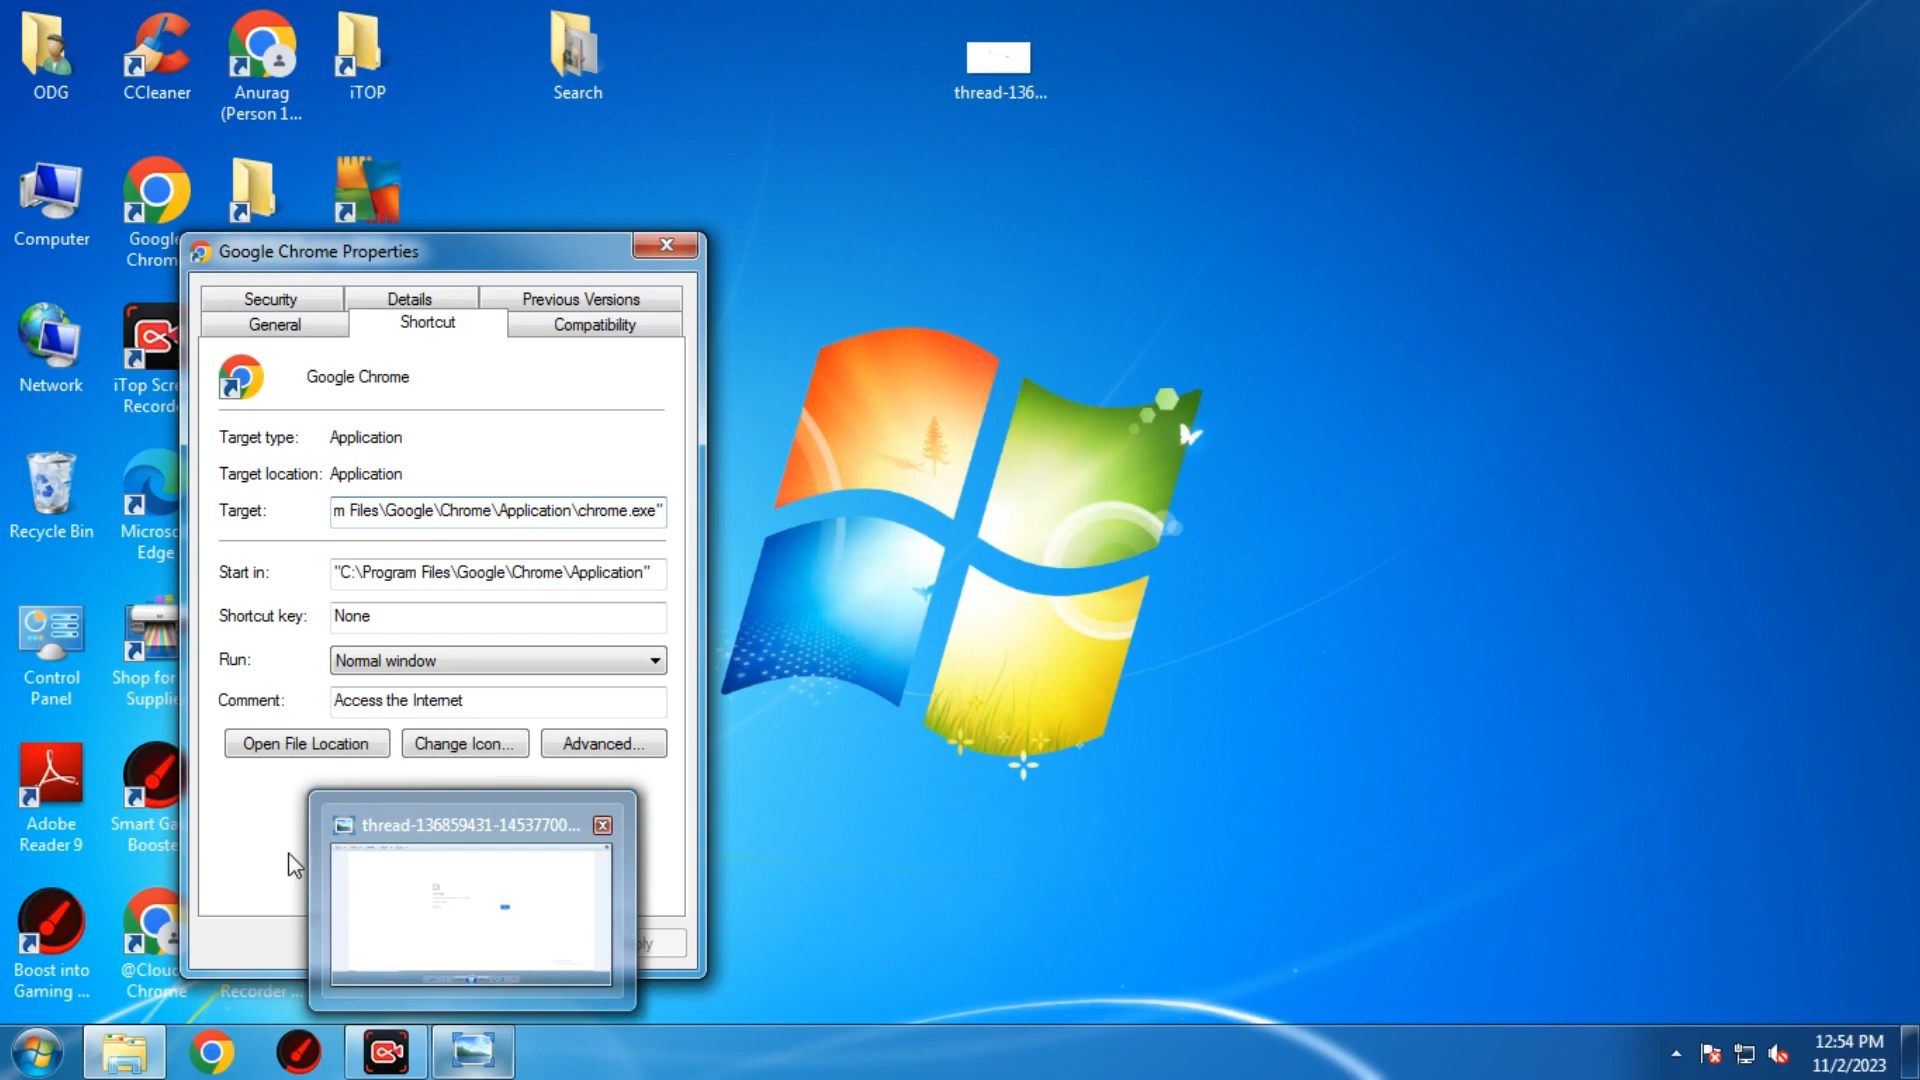 ODG
CCleaner
Anurag
(Person 1...
iTOP
Search
thread-136...
Computer
Google
Chrom
Network
iTop Scre
Record
Recycle Bin
Microso
Edge
Control
Panel
Shop for
Supplie
Adobe
Reader 9
Smart Ga
Booste
Boost into
Gaming ...
@Clou
Chrome
Recorder ...
Google Chrome Properties
Security
Details
Previous Versions
General
Shortcut
Compatibility
Google Chrome
Target type:
Application
Target location:
Application
Target:
m Files\Google\Chrome\Application\chrome.exe"
Start in:
"C:\Program Files\Google\Chrome\Application"
Shortcut key:
None
Run:
Normal window
Comment:
Access the Internet
Open File Location
Change Icon...
Advanced...
thread-136859431-14537700...
12:54 PM
11/2/2023